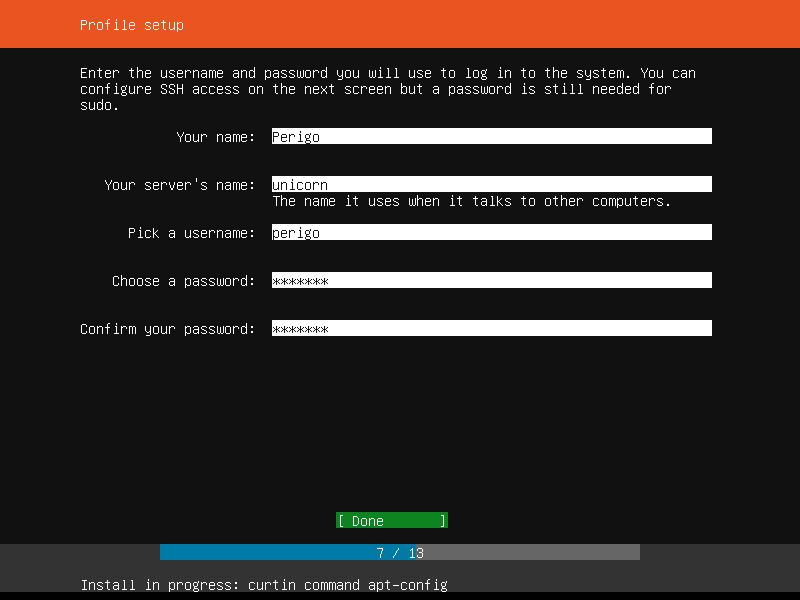 Profile setup
Enter the username and password you will use to log in to the system. You can
configure SSH access on the next screen but a password is still needed for
sudo.
Your name: Perigo
Your server's name: unicorn
The name it uses when it talks to other computers.
Pick a username: perigo
Choose a password: *******
Confirm your password: *******
[ Done ]
7 / 13
Install in progress: curtin command apt-config